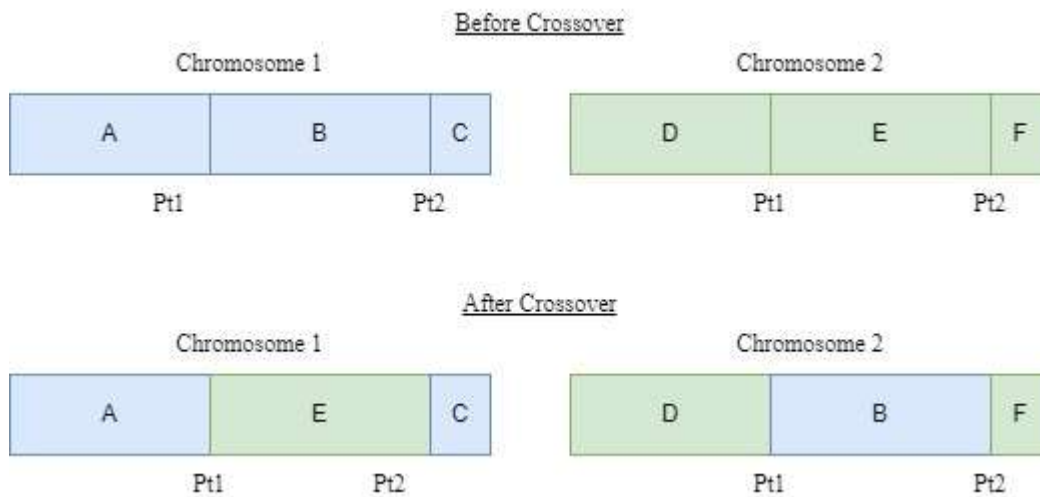 Before Crossover
Chromosome 1 Chromosome 2
A B C D E F
Pt1 Pt2 Pt1 Pt2
After Crossover
Chromosome 1 Chromosome 2
A E C D B F
Pt1 Pt2 Pt1 Pt2